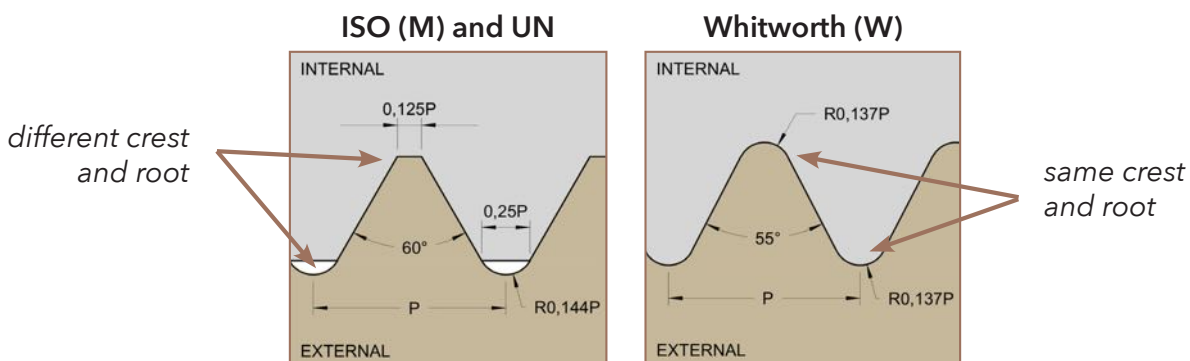 ISO (M) and UN
Whitworth (W)
different crest
and root
INTERNAL
0,125P
0,25P
60°
R0,144P
P
EXTERNAL
INTERNAL
R0,137P
55°
P
R0,137P
EXTERNAL
same crest
and root